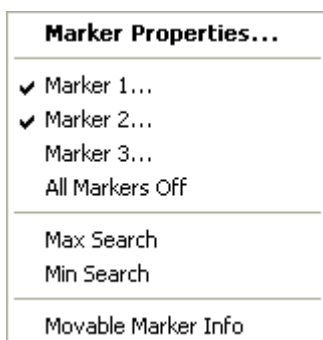 Marker Properties...
Marker 1...
Marker 2...
Marker 3...
All Markers Off
Max Search
Min Search
Movable Marker Info